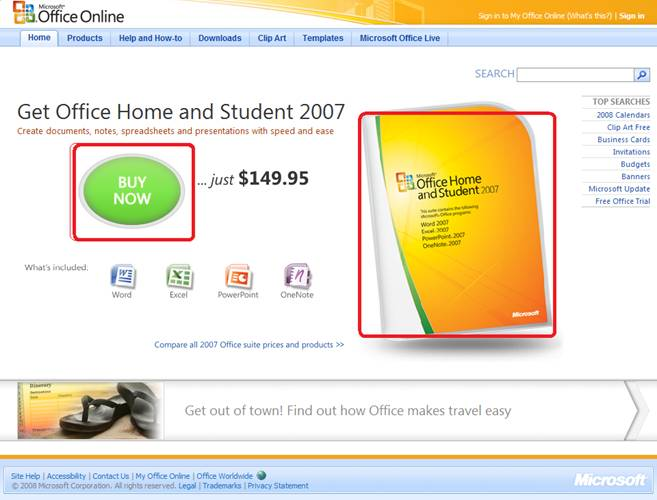 Microsoft®
Office Online
Sign in to My Office Online (What's this?) | Sign in
Home Products Help and How-to Downloads Clip Art Templates Microsoft Office Live
SEARCH
Get Office Home and Student 2007
Create documents, notes, spreadsheets and presentations with speed and ease
BUY
NOW
... just $149.95
What's included:
Word Excel PowerPoint OneNote
Compare all 2007 Office suite prices and products >>
Microsoft®
Office Home
and Student 2007
This suite contains the following
Microsoft Office programs:
Word 2007
Excel 2007
PowerPoint 2007
OneNote 2007
Microsoft
TOP SEARCHES
2008 Calendars
Clip Art Free
Business Cards
Invitations
Budgets
Banners
Microsoft Update
Free Office Trial
Itinerary
Get out of town! Find out how Office makes travel easy
Site Help | Accessibility | Contact Us | My Office Online | Office Worldwide
© 2008 Microsoft Corporation. All rights reserved. Legal | Trademarks | Privacy Statement
Microsoft